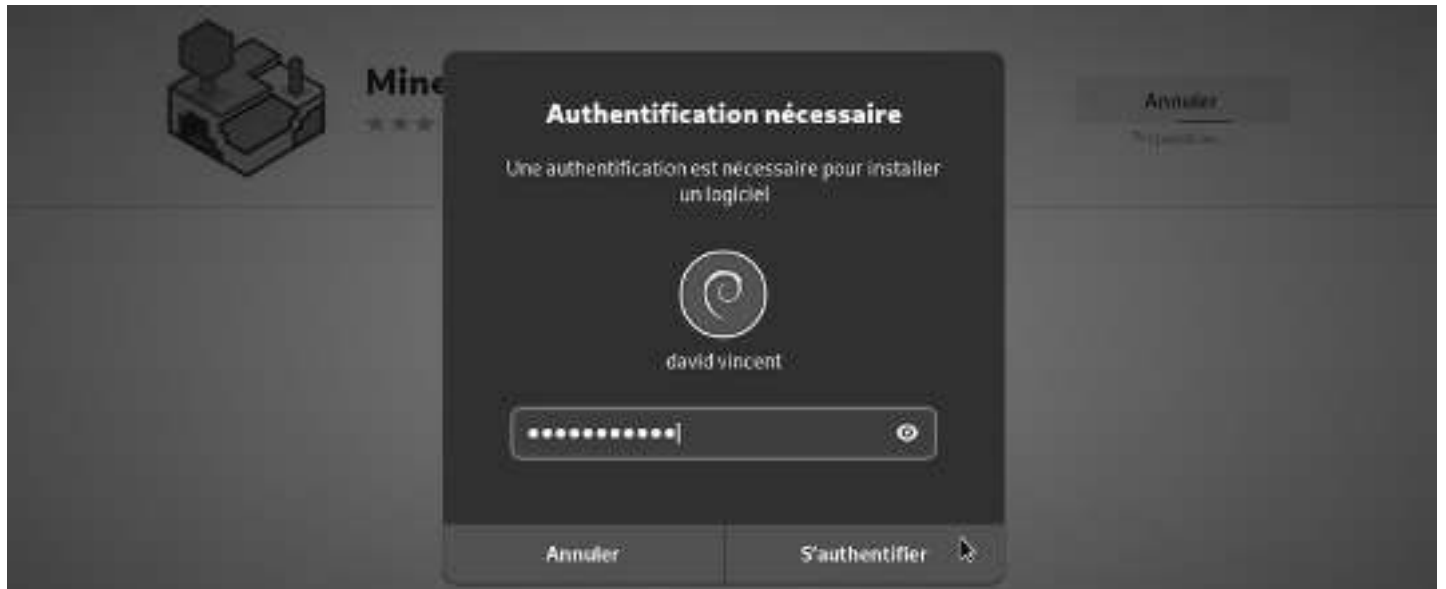 Mine
Annuler
Authentification nécessaire
Une authentification est nécessaire pour installer
un logiciel
david vincent
Annuler
S'authentifier